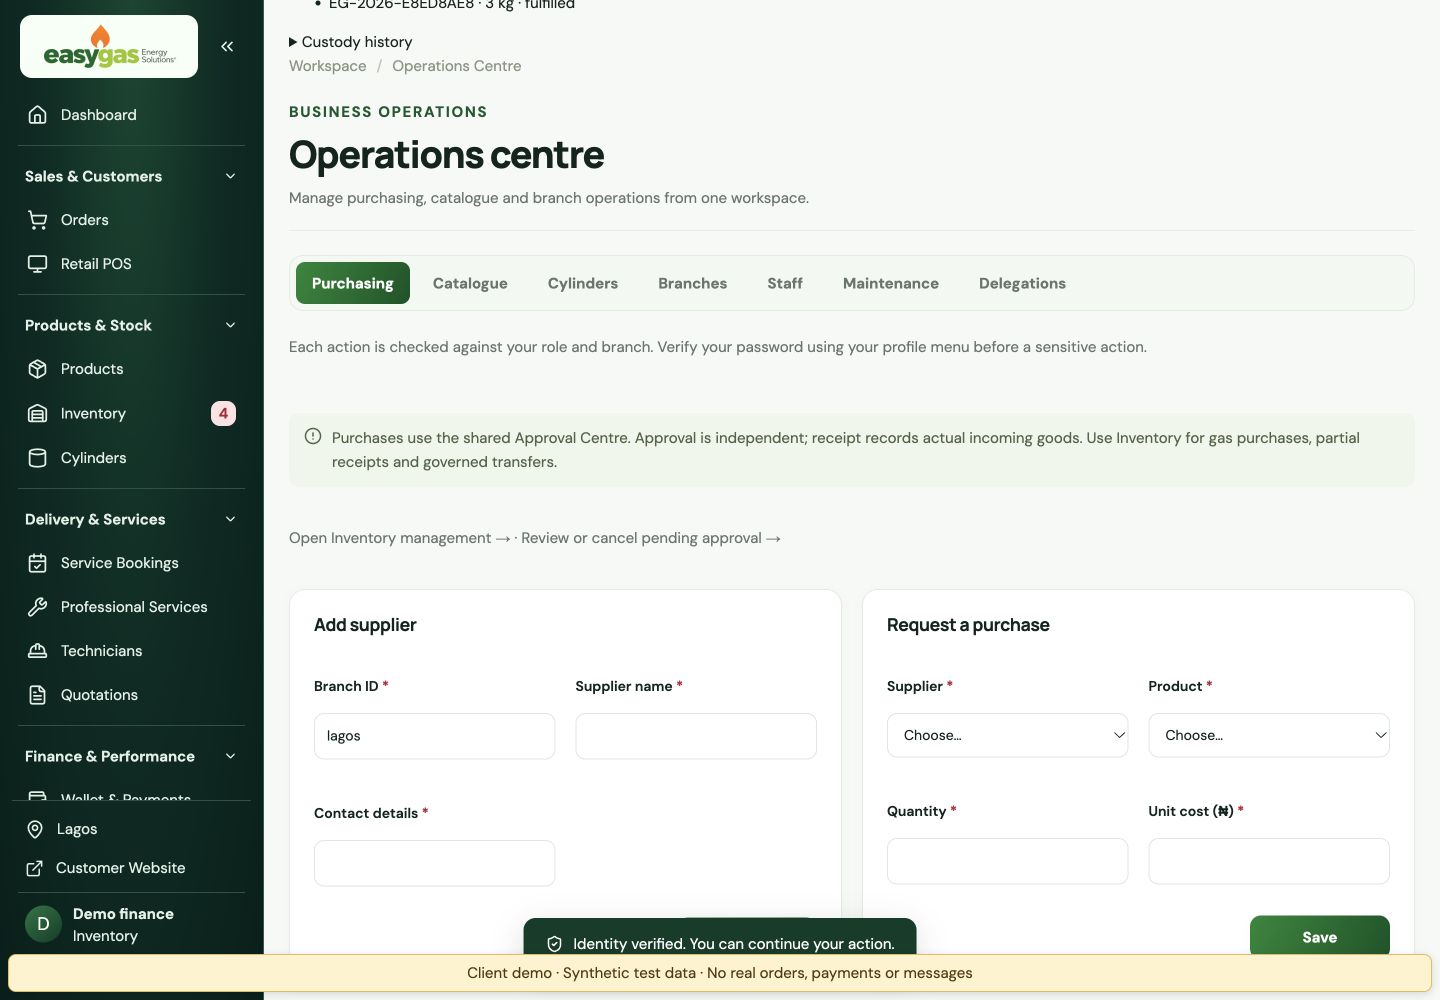 easygas Energy Solutions
Dashboard
Sales & Customers
Orders
Retail POS
Products & Stock
Products
Inventory 4
Cylinders
Delivery & Services
Service Bookings
Professional Services
Technicians
Quotations
Finance & Performance
Wallet & Payments
Lagos
Customer Website
D
Demo finance
Inventory
• EG-2026-E8ED8AE8 · 3 kg · fulfilled
▶ Custody history
Workspace / Operations Centre
BUSINESS OPERATIONS
Operations centre
Manage purchasing, catalogue and branch operations from one workspace.
Purchasing Catalogue Cylinders Branches Staff Maintenance Delegations
Each action is checked against your role and branch. Verify your password using your profile menu before a sensitive action.
Purchases use the shared Approval Centre. Approval is independent; receipt records actual incoming goods. Use Inventory for gas purchases, partial
receipts and governed transfers.
Open Inventory management → · Review or cancel pending approval →
Add supplier
Branch ID * Supplier name *
lagos
Contact details *
Request a purchase
Supplier * Product *
Choose... Choose...
Quantity * Unit cost (₦) *
Save
Identity verified. You can continue your action.
Client demo · Synthetic test data · No real orders, payments or messages